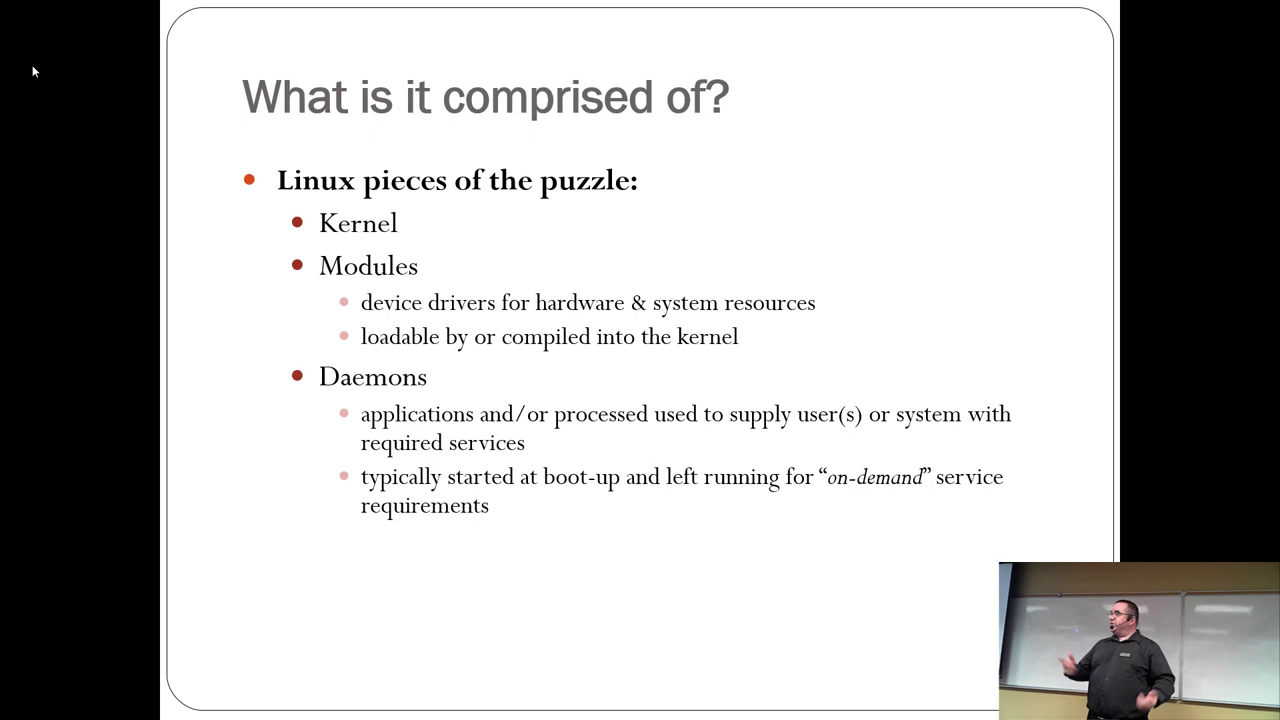 What is it comprised of?
Linux pieces of the puzzle:
Kernel
Modules
device drivers for hardware & system resources
loadable by or compiled into the kernel
Daemons
applications and/or processed used to supply user(s) or system with
required services
typically started at boot-up and left running for “on-demand” service
requirements